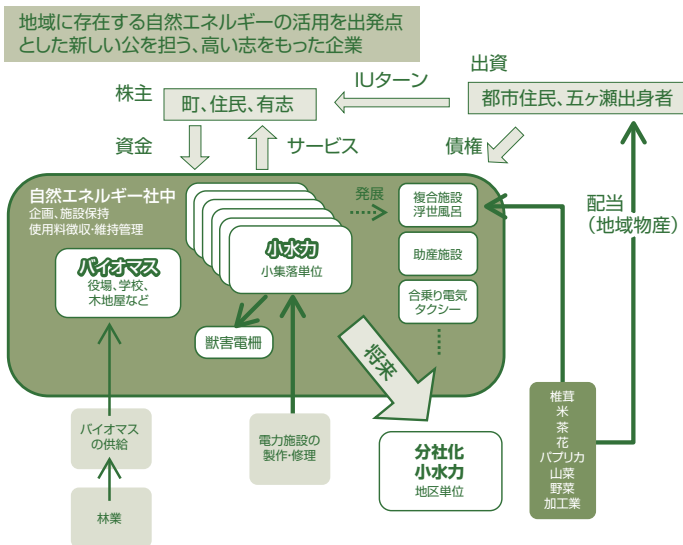 地域に存在する自然エネルギーの活用を出発点
とした新しい公を担う、高い志をもった企業
出資
IUターン
株主
町、住民、有志
都市住民、五ヶ瀬出身者
資金
サービス
債権
配当
（地域物産）
自然エネルギー社中
企画、施設保持
使用料徴収・維持管理
発展
複合施設
浮世風呂
小水力
小集落単位
バイオマス
役場、学校、
木地屋など
助産施設
合乗り電気
タクシー
獣害電柵
将来
バイオマス
の供給
電力施設の
製作・修理
分社化
小水力
地区単位
椎茸
米
茶
花
パプリカ
山菜
野菜
加工業
林業